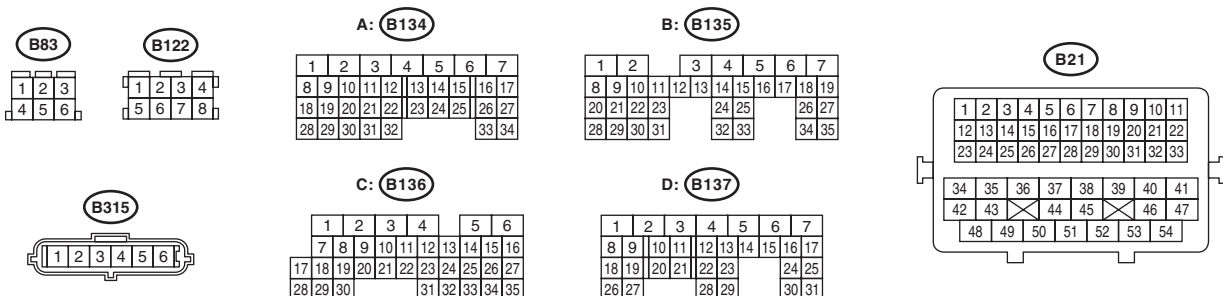 B83
1 2 3
4 5 6
B122
1 2 3 4
5 6 7 8
A: B134
1 2 3 4 5 6 7
8 9 10 11 12 13 14 15 16 17
18 19 20 21 22 23 24 25 26 27
28 29 30 31 32 33 34
B: B135
1 2 3 4 5 6 7
8 9 10 11 12 13 14 15 16 17 18 19
20 21 22 23 24 25 26 27
28 29 30 31 32 33 34 35
B21
1 2 3 4 5 6 7 8 9 10 11
12 13 14 15 16 17 18 19 20 21 22
23 24 25 26 27 28 29 30 31 32 33
34 35 36 37 38 39 40 41
42 43 44 45 46 47
48 49 50 51 52 53 54
B315
1 2 3 4 5 6
C: B136
1 2 3 4 5 6
7 8 9 10 11 12 13 14 15 16
17 18 19 20 21 22 23 24 25 26 27
28 29 30 31 32 33 34 35
D: B137
1 2 3 4 5 6 7
8 9 10 11 12 13 14 15 16 17
18 19 20 21 22 23 24 25
26 27 28 29 30 31